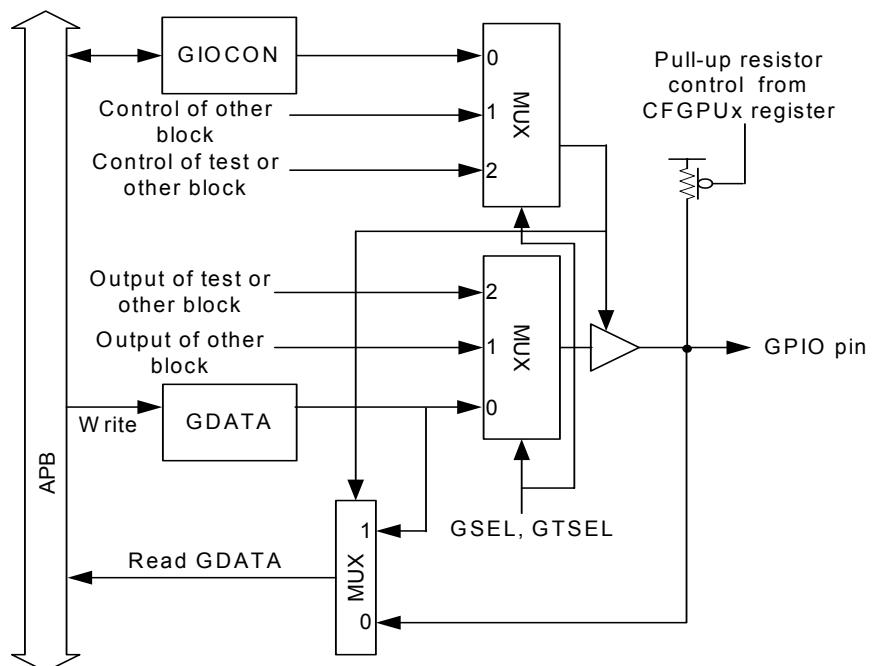 GIOCON
0
MUX
Pull-up resistor
control from
CFGPUx register
Control of other
block
1
Control of test or
other block
2
Output of test or
other block
2
MUX
Output of other
block
1
GPIO pin
Write
GDATA
0
APB
GSEL, GTSEL
1
Read GDATA
MUX
0